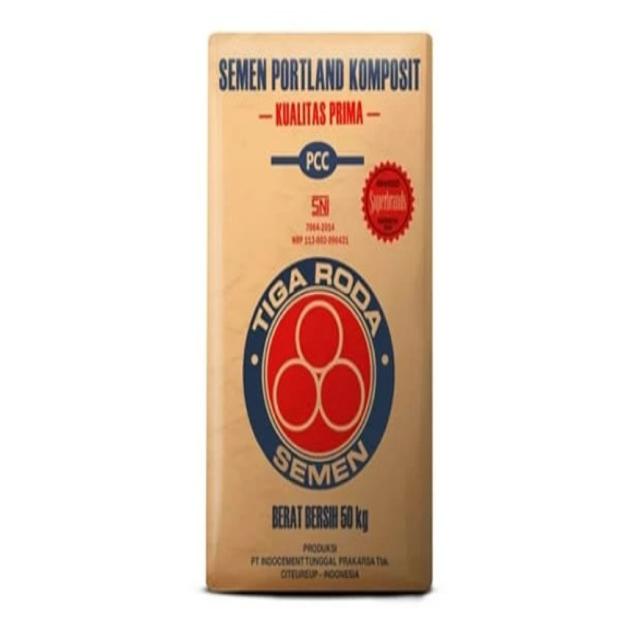 SEMEN PORTLAND KOMPOSIT
— KUALITAS PRIMA —
PCC
SNI
7064-2014
Superbrands
TIGA RODA
SEMEN
BERAT BERSIH 50 kg
PRODUKSI
PT INDOCEMENT TUNGGAL PRAKARSA Tbk.
CITEUREUP - INDONESIA